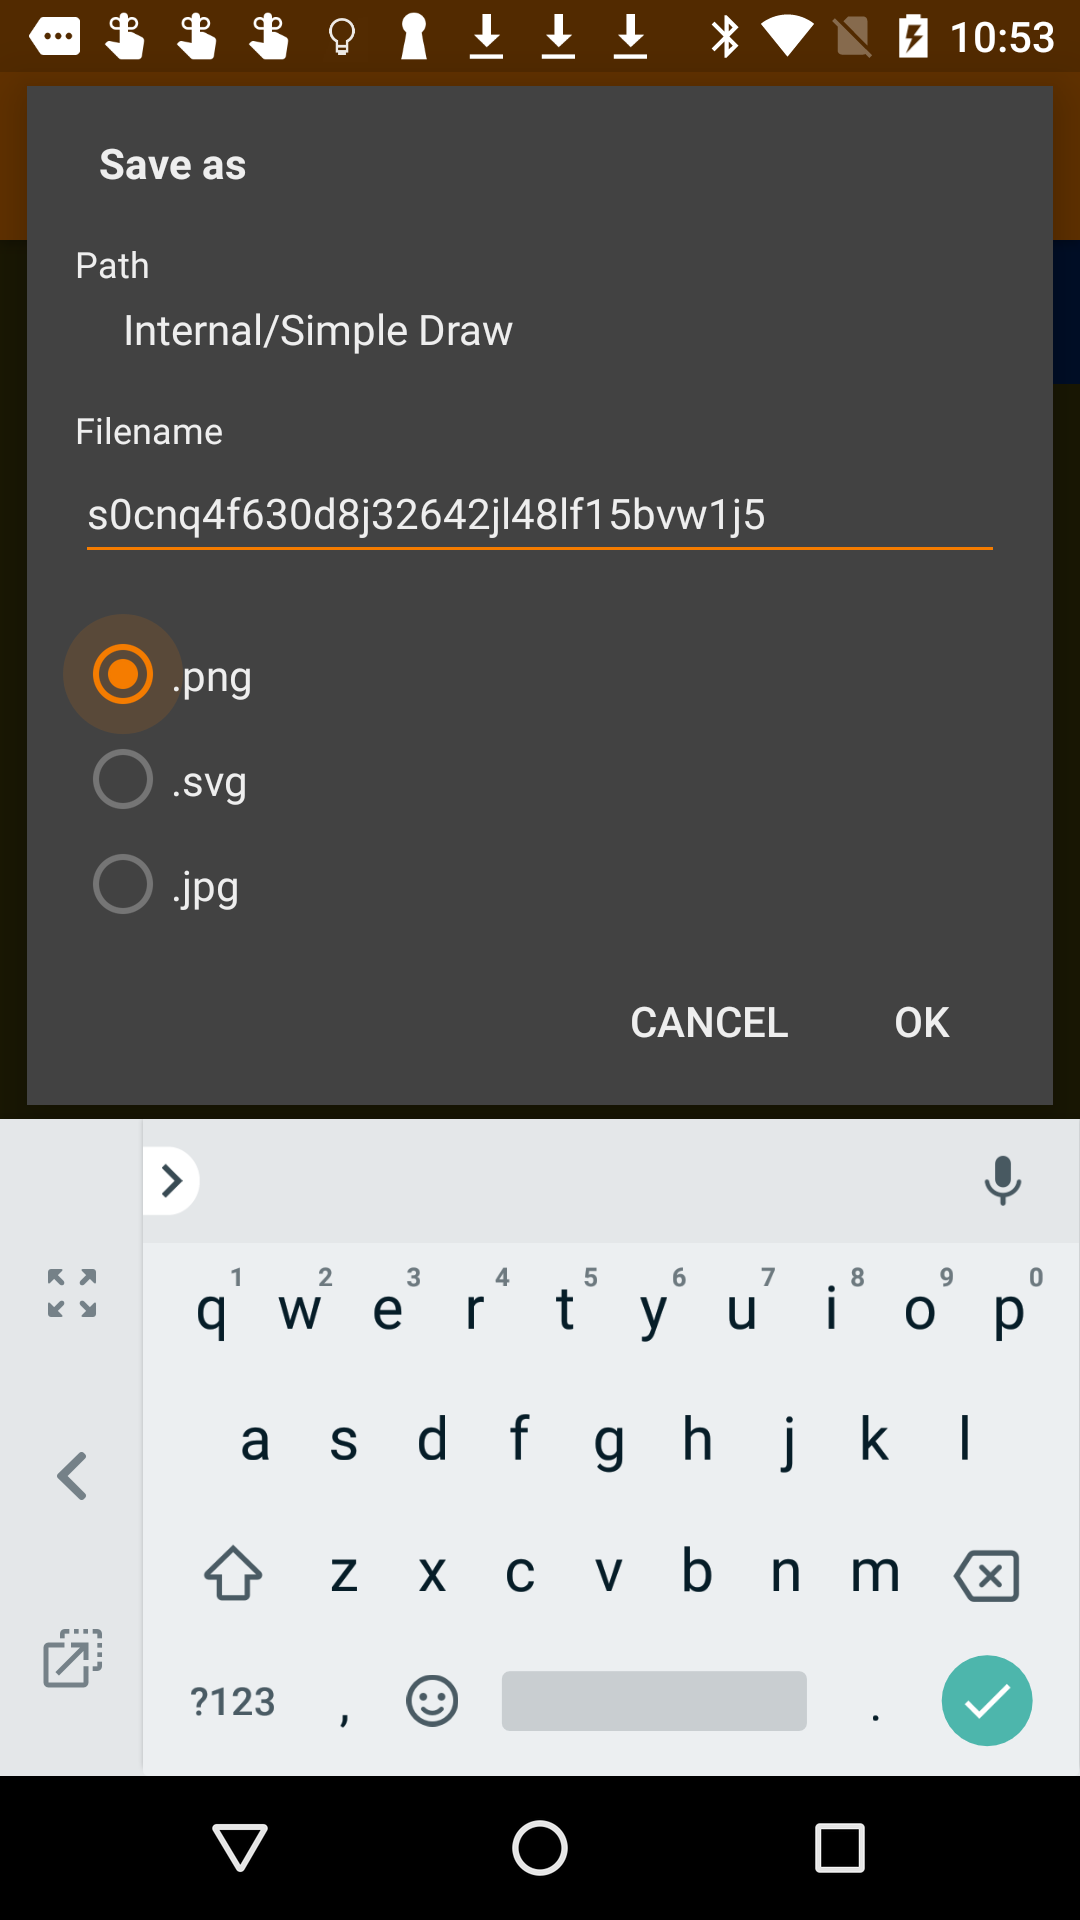 10:53
Save as
Path
Internal/Simple Draw
Filename
s0cnq4f630d8j32642jl48lf15bvw1j5
.png
.svg
.jpg
CANCEL OK
1 2 3 4 5 6 7 8 9 0
q w e r t y u i o p
a s d f g h j k l
z x c v b n m
?123 , .